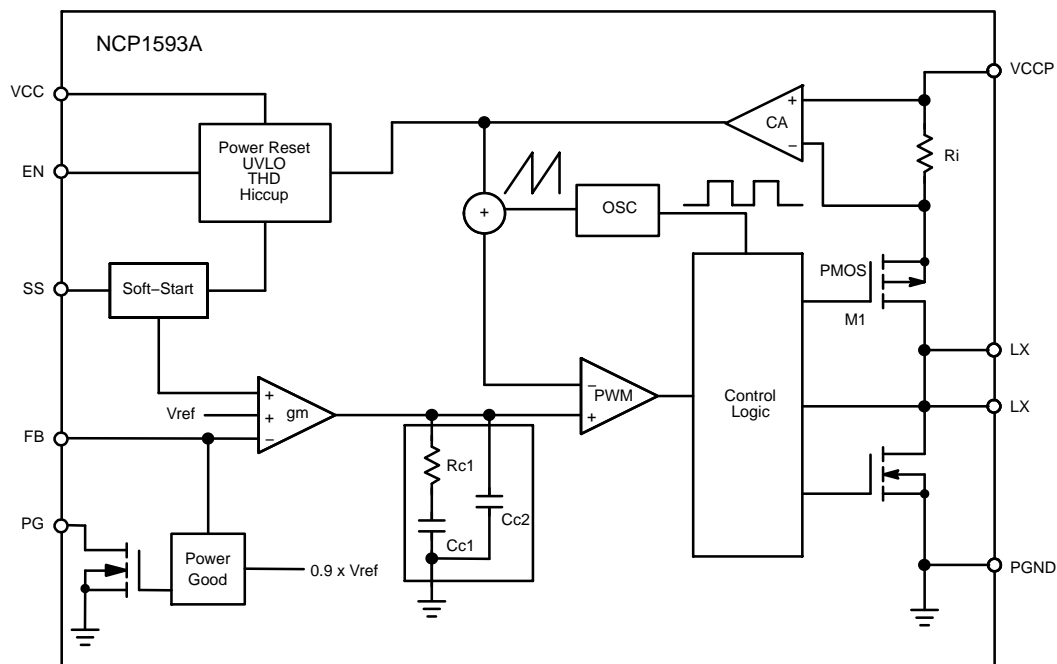 NCP1593A
VCC
VCCP
+
CA
−
Power Reset
UVLO
THD
Hiccup
Ri
EN
+
OSC
PMOS
SS
Soft−Start
M1
LX
−
PWM
+
Control
Logic
+
Vref
+
gm
−
LX
FB
Rc1
Cc2
Cc1
PG
Power
Good
0.9 x Vref
PGND